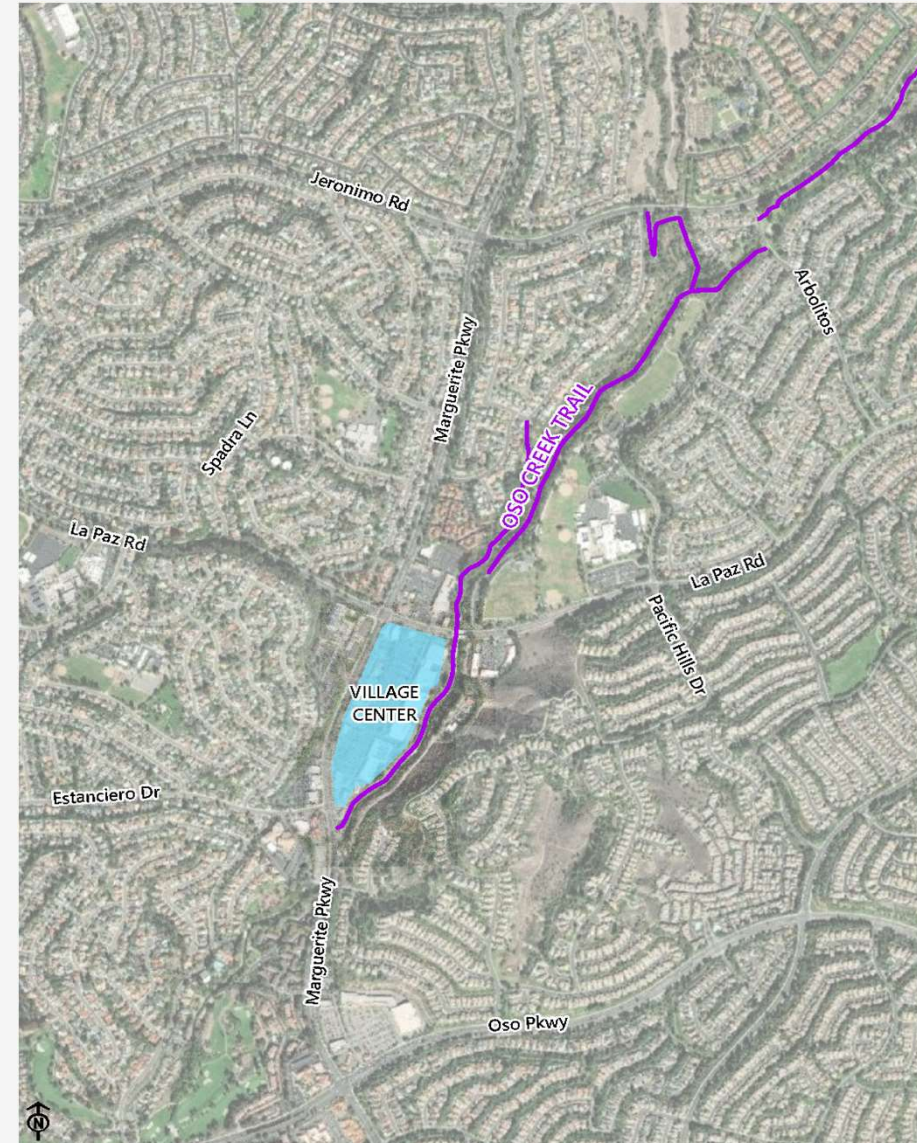 Jeronimo Rd
Arbolitos
Marguerite Pkwy
OSO CREEK TRAIL
Spadra Ln
La Paz Rd
La Paz Rd
Pacific Hills Dr
VILLAGE
CENTER
Estanciero Dr
Marguerite Pkwy
Oso Pkwy
N